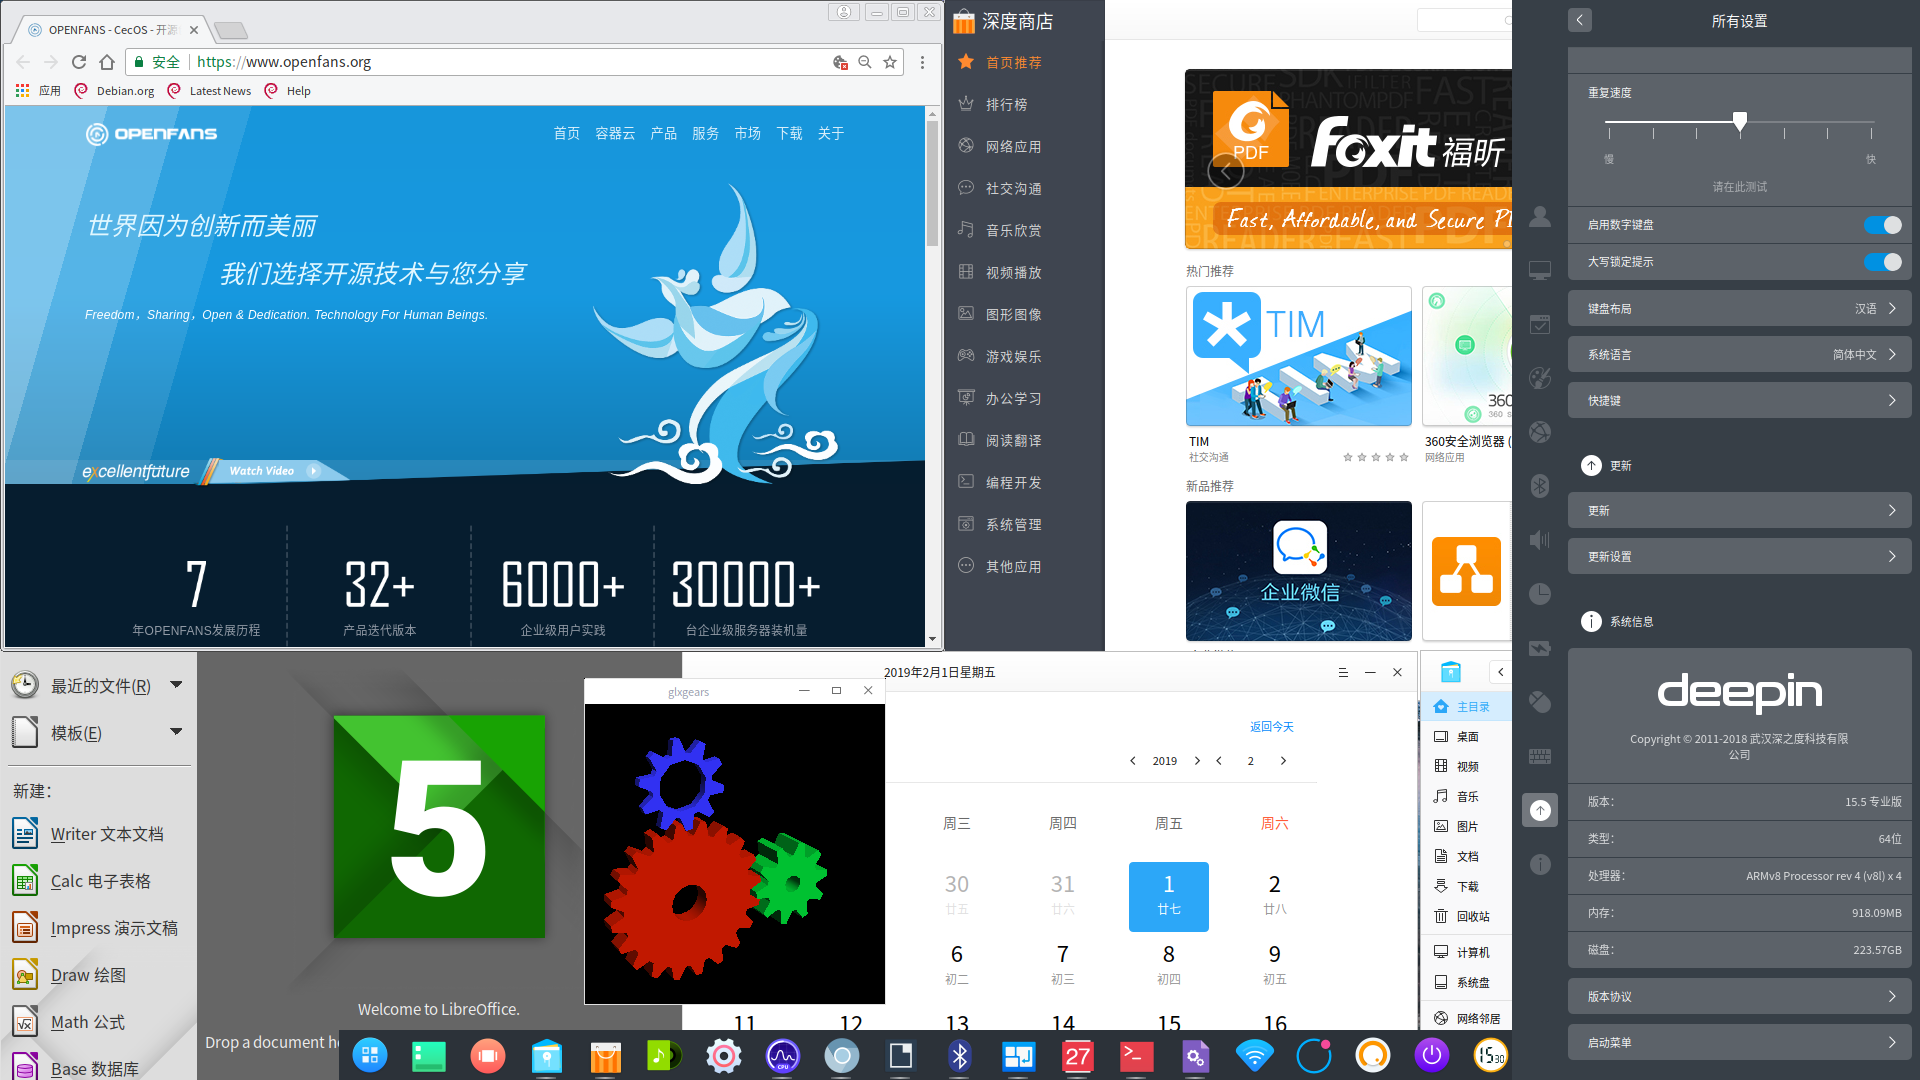 OPENFANS - CecOS - 开源
安全
https://www.openfans.org
应用
Debian.org
Latest News
Help
OPENFANS
首页 容器云 产品 服务 市场 下载 关于
世界因为创新而美丽
我们选择开源技术与您分享
Freedom，Sharing，Open & Dedication. Technology For Human Beings.
excellentfuture
Watch Video
7 32+ 6000+ 30000+
年OPENFANS发展历程 产品迭代版本 企业级用户实践 台企业级服务器装机量
深度商店
首页推荐
排行榜
网络应用
社交沟通
音乐欣赏
视频播放
图形图像
游戏娱乐
办公学习
阅读翻译
编程开发
系统管理
其他应用
PDF
foxit 福昕
Fast, Affordable, and Secure
热门推荐
TIM
360
TIM
社交沟通
360安全浏览器 (
网络应用
新品推荐
企业微信
所有设置
重复速度
慢 快
请在此测试
启用数字键盘
大写锁定提示
键盘布局 汉语
系统语言 简体中文
快捷键
更新
更新
更新设置
系统信息
deepin
Copyright © 2011-2018 武汉深之度科技有限
公司
版本： 15.5 专业版
类型： 64位
处理器： ARMv8 Processor rev 4 (v8l) x 4
内存： 918.09MB
磁盘： 223.57GB
版本协议
启动菜单
最近的文件(R)
模板(E)
新建：
Writer 文本文档
Calc 电子表格
Impress 演示文稿
Draw 绘图
Math 公式
Base 数据库
5
Welcome to LibreOffice.
Drop a document he
glxgears
2019年2月1日星期五
返回今天
2019 2
周三 周四 周五 周六
30 31 1 2
廿五 廿六 廿七 廿八
6 7 8 9
初二 初三 初四 初五
11 12 13 14 15 16
主目录
桌面
视频
音乐
图片
文档
下载
回收站
计算机
系统盘
网络邻居
CPU
27
15 30